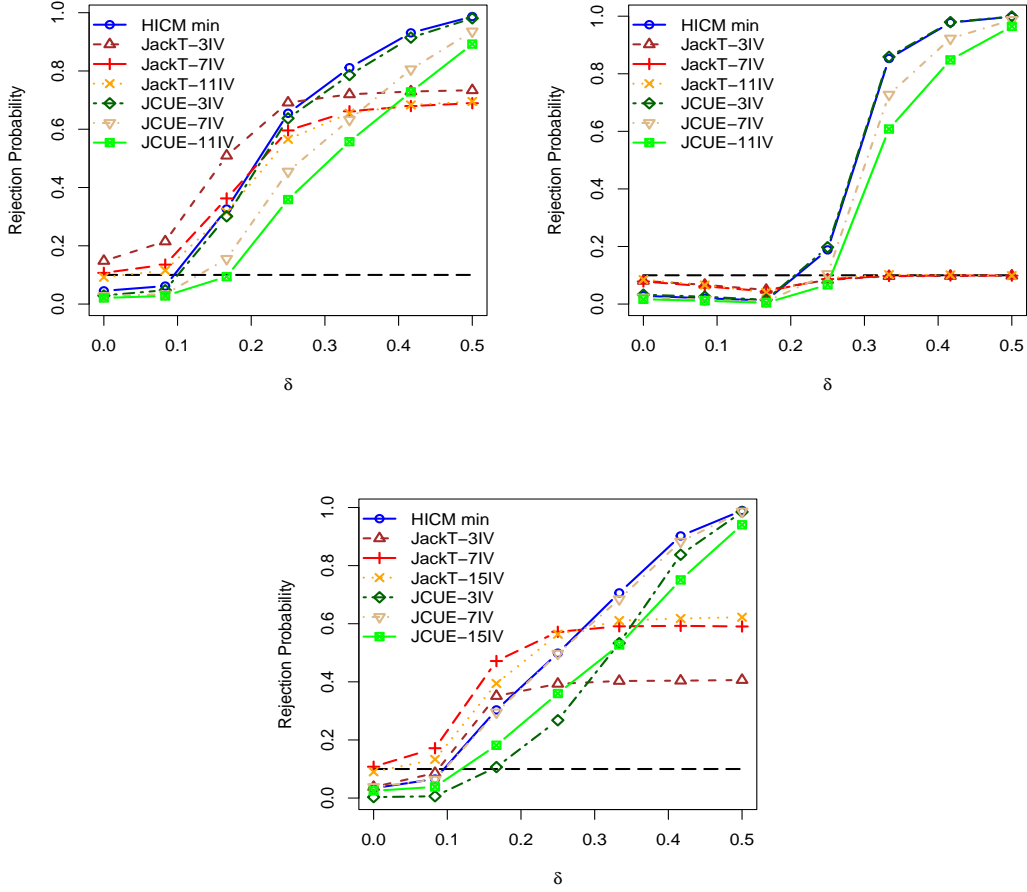 HICM min
JackT−3IV
JackT−7IV
JackT−11IV
JCUE−3IV
JCUE−7IV
JCUE−11IV
Rejection Probability
0.0 0.2 0.4 0.6 0.8 1.0
0.0 0.1 0.2 0.3 0.4 0.5
δ
HICM min
JackT−3IV
JackT−7IV
JackT−11IV
JCUE−3IV
JCUE−7IV
JCUE−11IV
Rejection Probability
0.0 0.2 0.4 0.6 0.8 1.0
0.0 0.1 0.2 0.3 0.4 0.5
δ
HICM min
JackT−3IV
JackT−7IV
JackT−15IV
JCUE−3IV
JCUE−7IV
JCUE−15IV
Rejection Probability
0.0 0.2 0.4 0.6 0.8 1.0
0.0 0.1 0.2 0.3 0.4 0.5
δ